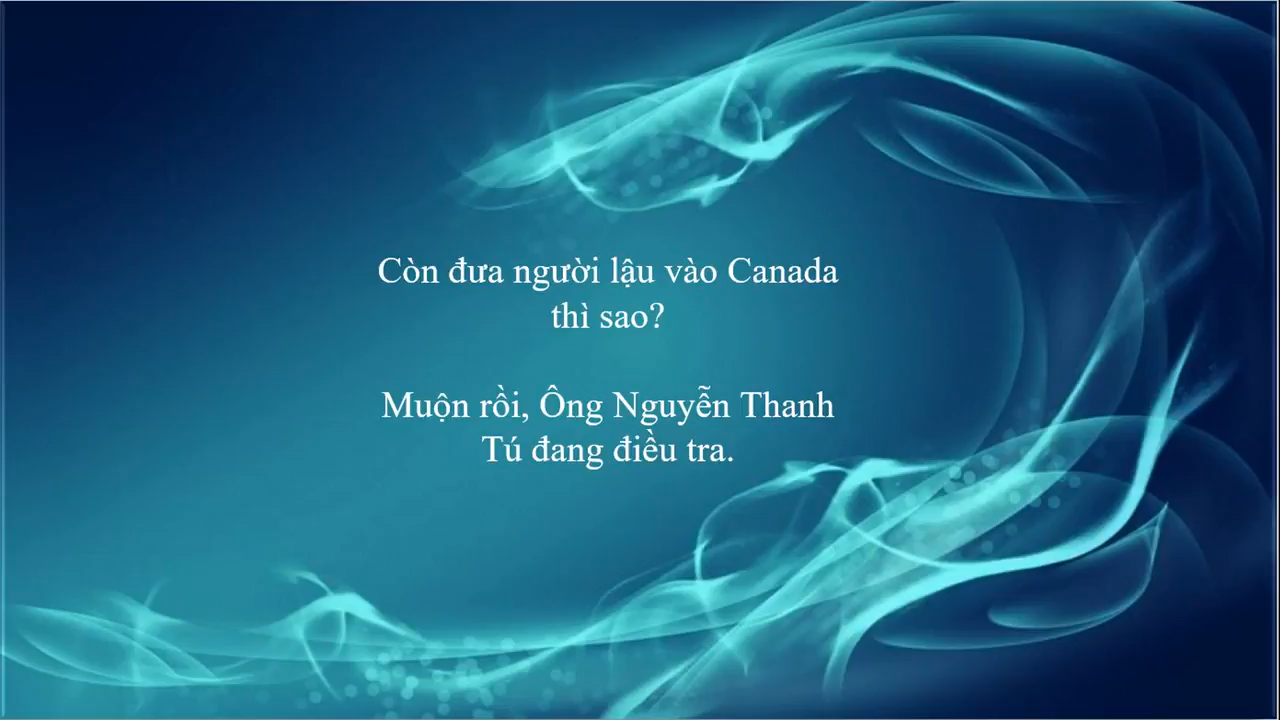 Còn đưa người lậu vào Canada
thì sao?
Muộn rồi, Ông Nguyễn Thanh
Tú đang điều tra.